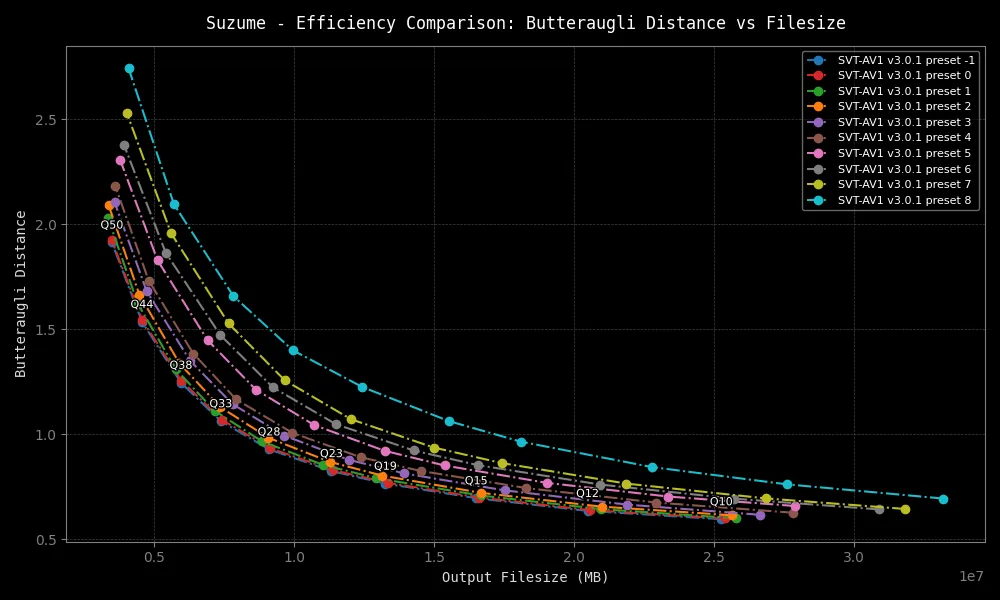 Suzume - Efficiency Comparison: Butteraugli Distance vs Filesize
SVT-AV1 v3.0.1 preset -1
SVT-AV1 v3.0.1 preset 0
SVT-AV1 v3.0.1 preset 1
SVT-AV1 v3.0.1 preset 2
SVT-AV1 v3.0.1 preset 3
SVT-AV1 v3.0.1 preset 4
SVT-AV1 v3.0.1 preset 5
SVT-AV1 v3.0.1 preset 6
SVT-AV1 v3.0.1 preset 7
SVT-AV1 v3.0.1 preset 8
Butteraugli Distance
2.5
2.0
1.5
1.0
0.5
Q50
Q44
Q38
Q33
Q28
Q23
Q19
Q15
Q12
Q10
0.5
1.0
1.5
2.0
2.5
3.0
1e7
Output Filesize (MB)